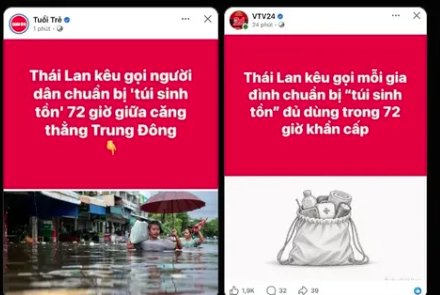 Tuổi Trẻ
1 phút
Thái Lan kêu gọi người
dân chuẩn bị 'túi sinh
tồn' 72 giờ giữa căng
thẳng Trung Đông
VTV24
24 phút
Thái Lan kêu gọi mỗi gia
đình chuẩn bị “túi sinh
tồn” đủ dùng trong 72
giờ khẩn cấp
1,9K 32 39